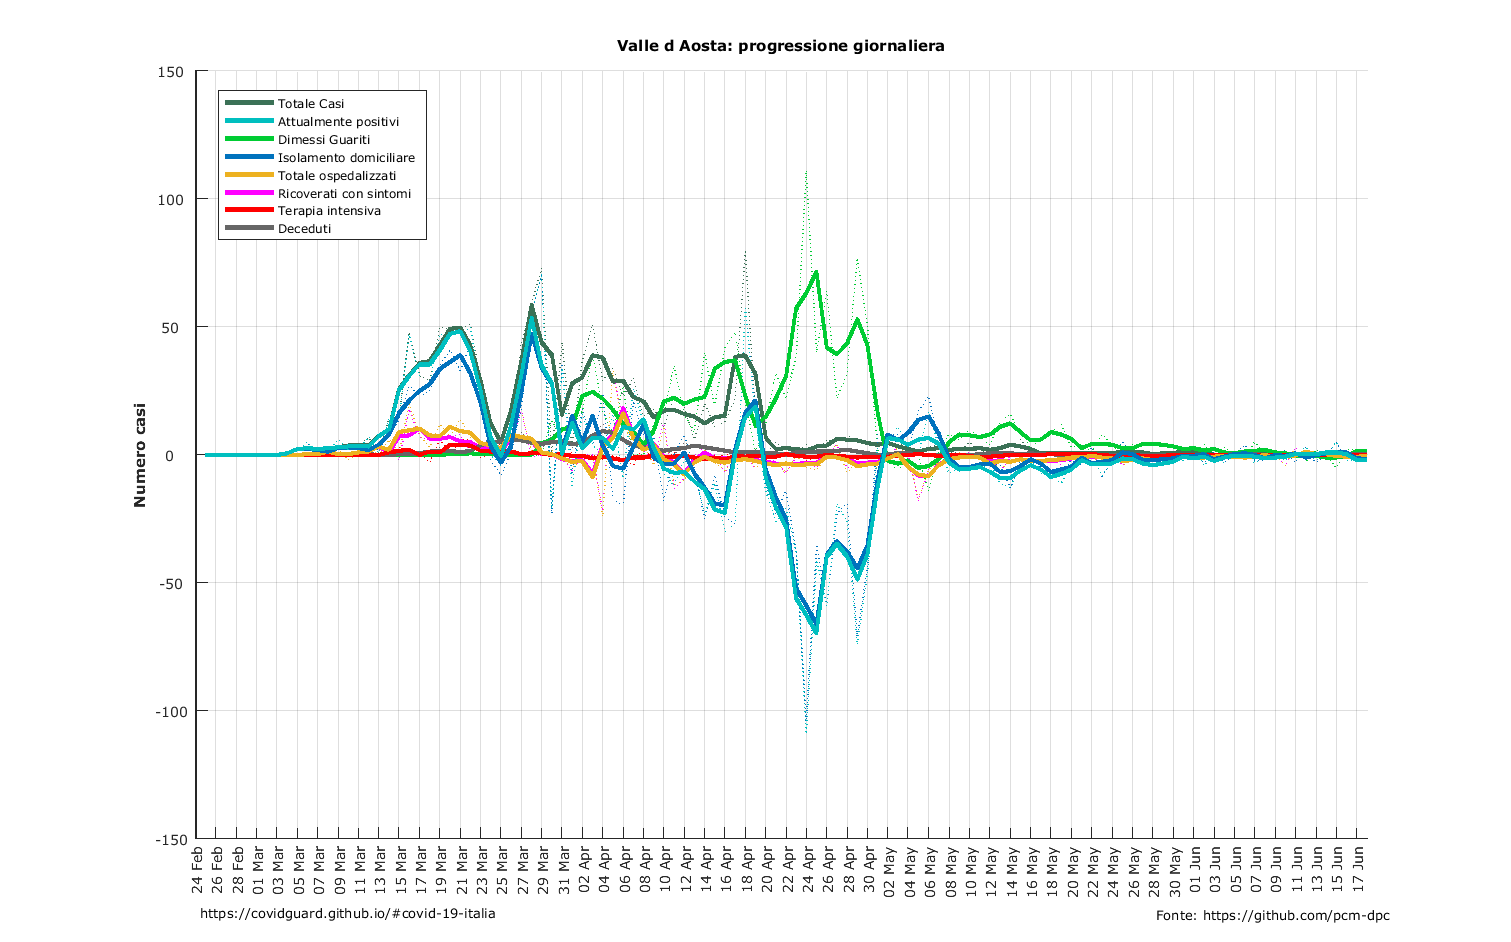 Valle d Aosta: progressione giornaliera
150
100
50
0
-50
-100
-150
Numero casi
Totale Casi
Attualmente positivi
Dimessi Guariti
Isolamento domiciliare
Totale ospedalizzati
Ricoverati con sintomi
Terapia intensiva
Deceduti
24 Feb
26 Feb
28 Feb
01 Mar
03 Mar
05 Mar
07 Mar
09 Mar
11 Mar
13 Mar
15 Mar
17 Mar
19 Mar
21 Mar
23 Mar
25 Mar
27 Mar
29 Mar
31 Mar
02 Apr
04 Apr
06 Apr
08 Apr
10 Apr
12 Apr
14 Apr
16 Apr
18 Apr
20 Apr
22 Apr
24 Apr
26 Apr
28 Apr
30 Apr
02 May
04 May
06 May
08 May
10 May
12 May
14 May
16 May
18 May
20 May
22 May
24 May
26 May
28 May
30 May
01 Jun
03 Jun
05 Jun
07 Jun
09 Jun
11 Jun
13 Jun
15 Jun
17 Jun
https://covidguard.github.io/#covid-19-italia
Fonte: https://github.com/pcm-dpc